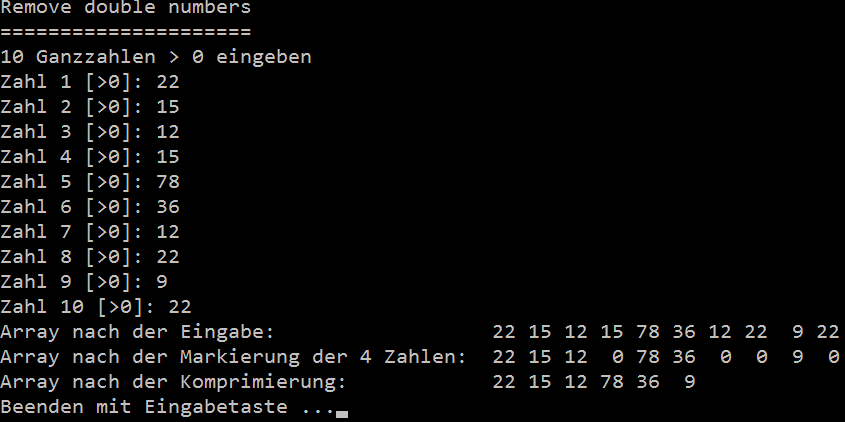 Remove double numbers
=====================
10 Ganzzahlen > 0 eingeben
Zahl 1 [>0]: 22
Zahl 2 [>0]: 15
Zahl 3 [>0]: 12
Zahl 4 [>0]: 15
Zahl 5 [>0]: 78
Zahl 6 [>0]: 36
Zahl 7 [>0]: 12
Zahl 8 [>0]: 22
Zahl 9 [>0]: 9
Zahl 10 [>0]: 22
Array nach der Eingabe:                  22 15 12 15 78 36 12 22  9 22
Array nach der Markierung der 4 Zahlen:  22 15 12  0 78 36  0  0  9  0
Array nach der Komprimierung:            22 15 12 78 36  9
Beenden mit Eingabetaste ...